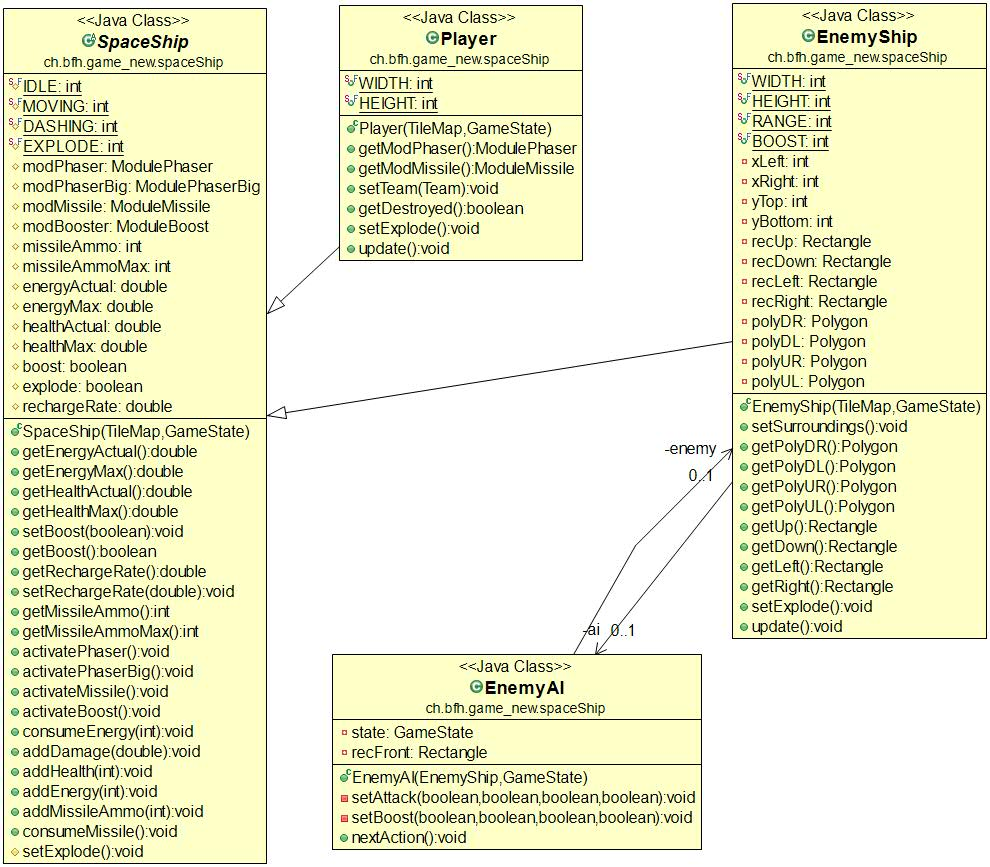 <<Java Class>>
SpaceShip
ch.bfh.game_new.spaceShip
IDLE: int
MOVING: int
DASHING: int
EXPLODE: int
modPhaser: ModulePhaser
modPhaserBig: ModulePhaserBig
modMissile: ModuleMissile
modBooster: ModuleBoost
missileAmmo: int
missileAmmoMax: int
energyActual: double
energyMax: double
healthActual: double
healthMax: double
boost: boolean
explode: boolean
rechargeRate: double
SpaceShip(TileMap,GameState)
getEnergyActual():double
getEnergyMax():double
getHealthActual():double
getHealthMax():double
setBoost(boolean):void
getBoost():boolean
getRechargeRate():double
setRechargeRate(double):void
getMissileAmmo():int
getMissileAmmoMax():int
activatePhaser():void
activatePhaserBig():void
activateMissile():void
activateBoost():void
consumeEnergy(int):void
addDamage(double):void
addHealth(int):void
addEnergy(int):void
addMissileAmmo(int):void
consumeMissile():void
setExplode():void
<<Java Class>>
Player
ch.bfh.game_new.spaceShip
WIDTH: int
HEIGHT: int
Player(TileMap,GameState)
getModPhaser():ModulePhaser
getModMissile():ModuleMissile
setTeam(Team):void
getDestroyed():boolean
setExplode():void
update():void
<<Java Class>>
EnemyShip
ch.bfh.game_new.spaceShip
WIDTH: int
HEIGHT: int
RANGE: int
BOOST: int
xLeft: int
xRight: int
yTop: int
yBottom: int
recUp: Rectangle
recDown: Rectangle
recLeft: Rectangle
recRight: Rectangle
polyDR: Polygon
polyDL: Polygon
polyUR: Polygon
polyUL: Polygon
EnemyShip(TileMap,GameState)
setSurroundings():void
getPolyDR():Polygon
getPolyDL():Polygon
getPolyUR():Polygon
getPolyUL():Polygon
getUp():Rectangle
getDown():Rectangle
getLeft():Rectangle
getRight():Rectangle
setExplode():void
update():void
-enemy
0..1
-ai 0..1
<<Java Class>>
EnemyAI
ch.bfh.game_new.spaceShip
state: GameState
recFront: Rectangle
EnemyAI(EnemyShip,GameState)
setAttack(boolean,boolean,boolean,boolean):void
setBoost(boolean,boolean,boolean,boolean):void
nextAction():void